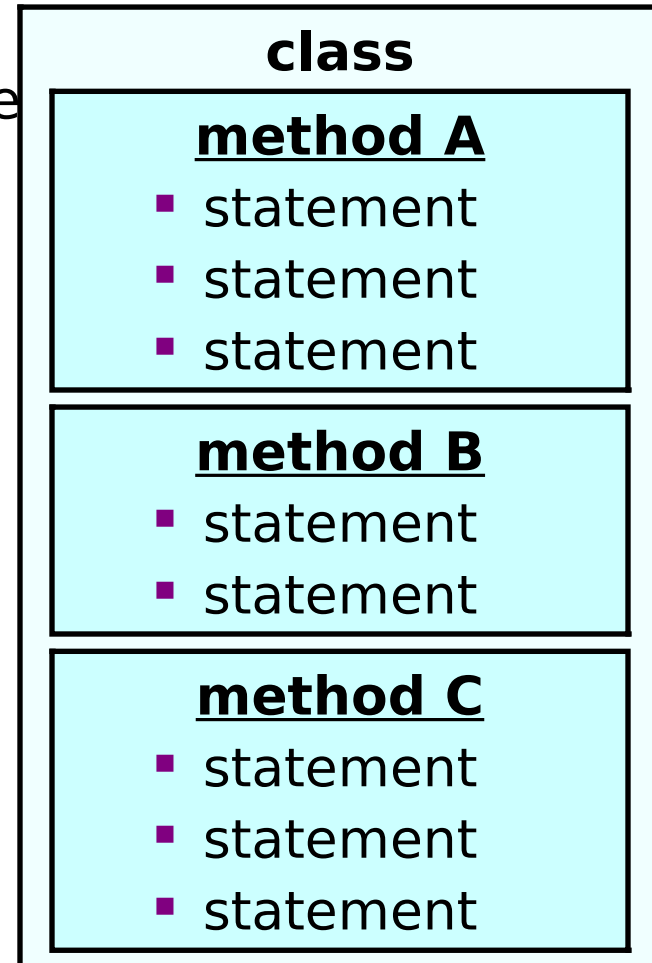 class
e
method A
▪ statement
▪ statement
▪ statement
method B
▪ statement
▪ statement
method C
▪ statement
▪ statement
▪ statement